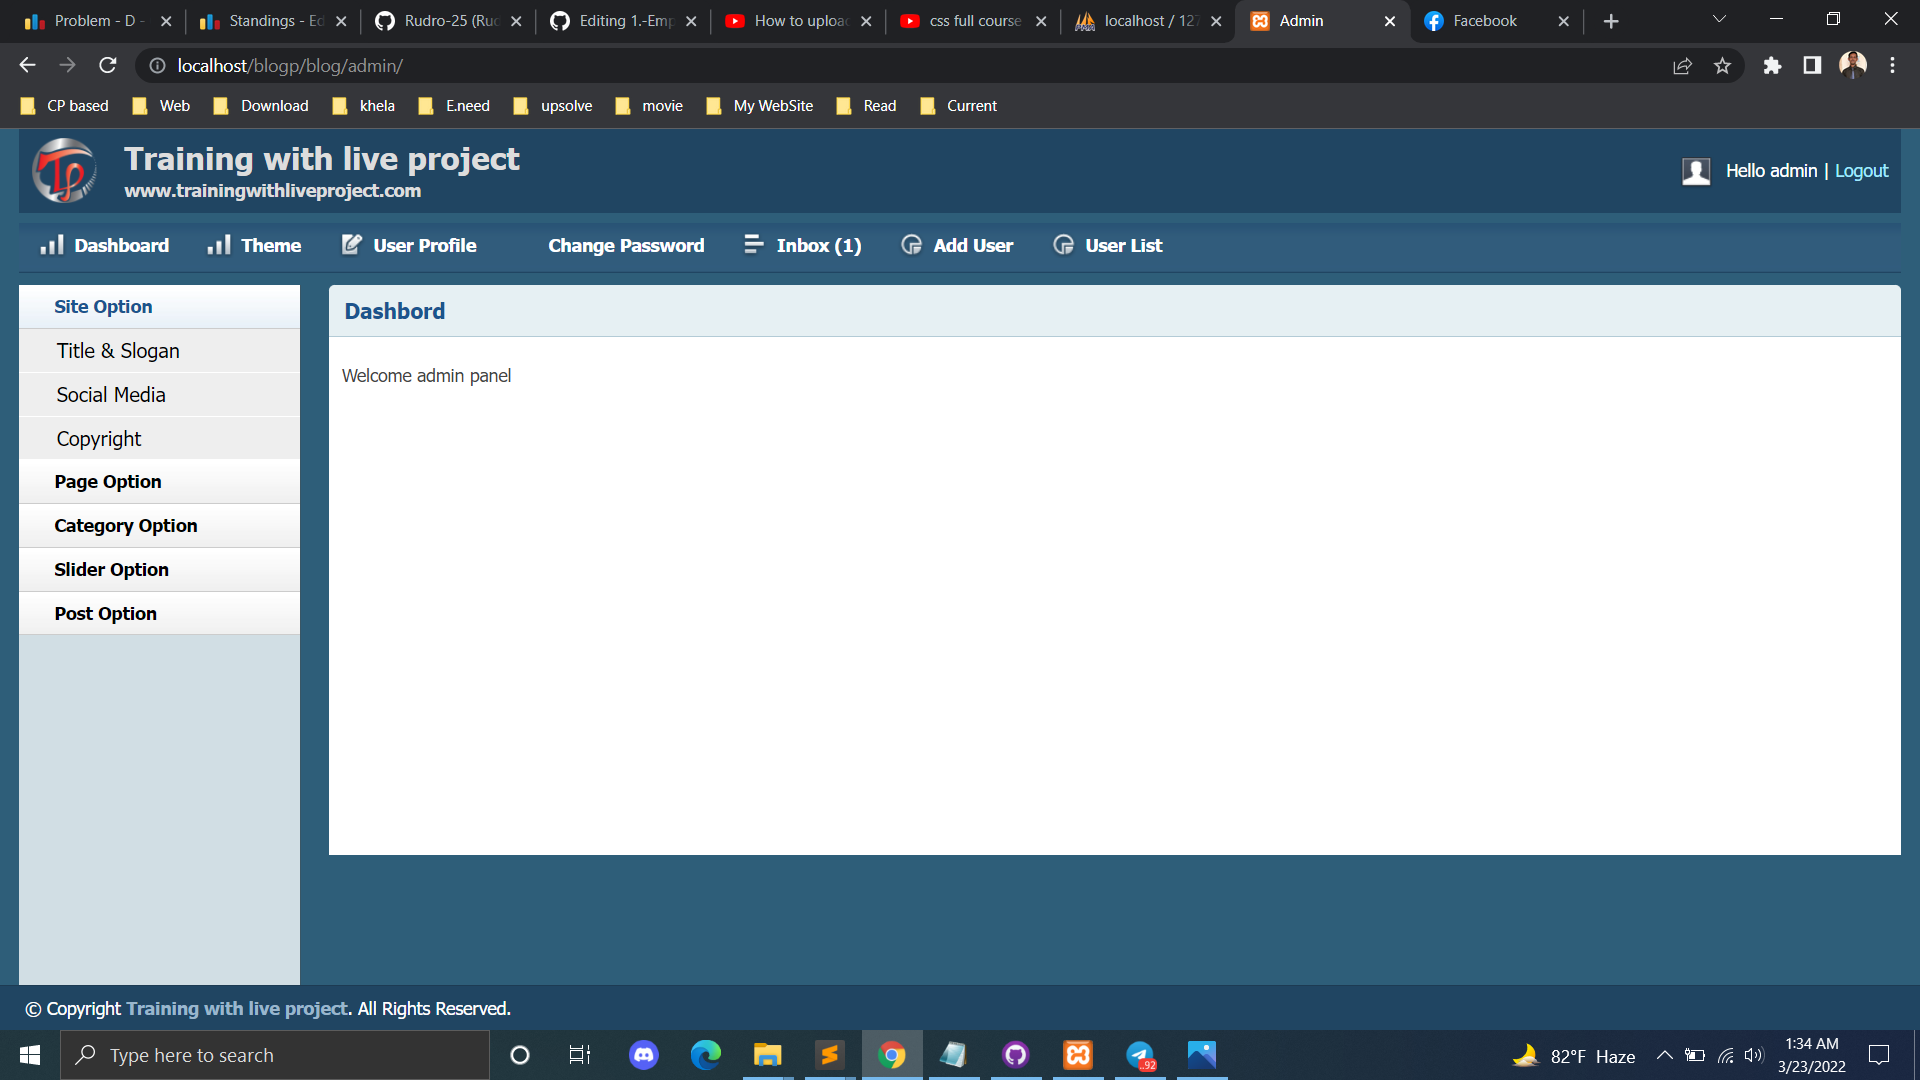 Problem - D -
Standings - Ed
Rudro-25 (Rud
Editing 1.-Emp
How to uploa
css full course
localhost / 127
Admin
Facebook
localhost/blogp/blog/admin/
CP based
Web
Download
khela
E.need
upsolve
movie
My WebSite
Read
Current
Training with live project
www.trainingwithliveproject.com
Hello admin | Logout
Dashboard
Theme
User Profile
Change Password
Inbox (1)
Add User
User List
Site Option
Title & Slogan
Social Media
Copyright
Page Option
Category Option
Slider Option
Post Option
Dashbord
Welcome admin panel
© Copyright Training with live project. All Rights Reserved.
Type here to search
..92
82°F Haze
1:34 AM
3/23/2022